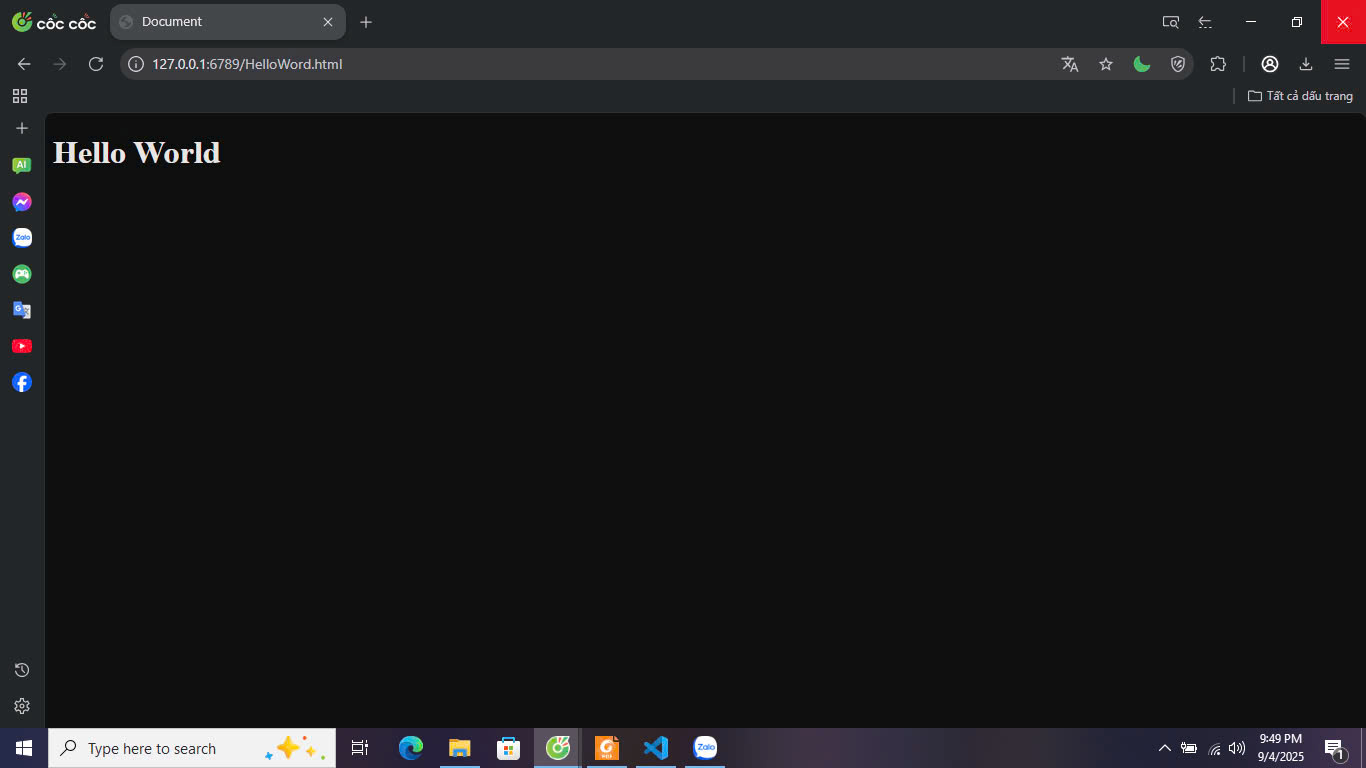 cốc cốc
Document
127.0.0.1:6789/HelloWord.html
Tất cả dấu trang
AI
Hello World
Zalo
G
Type here to search
PDF
Zalo
9:49 PM
9/4/2025
1